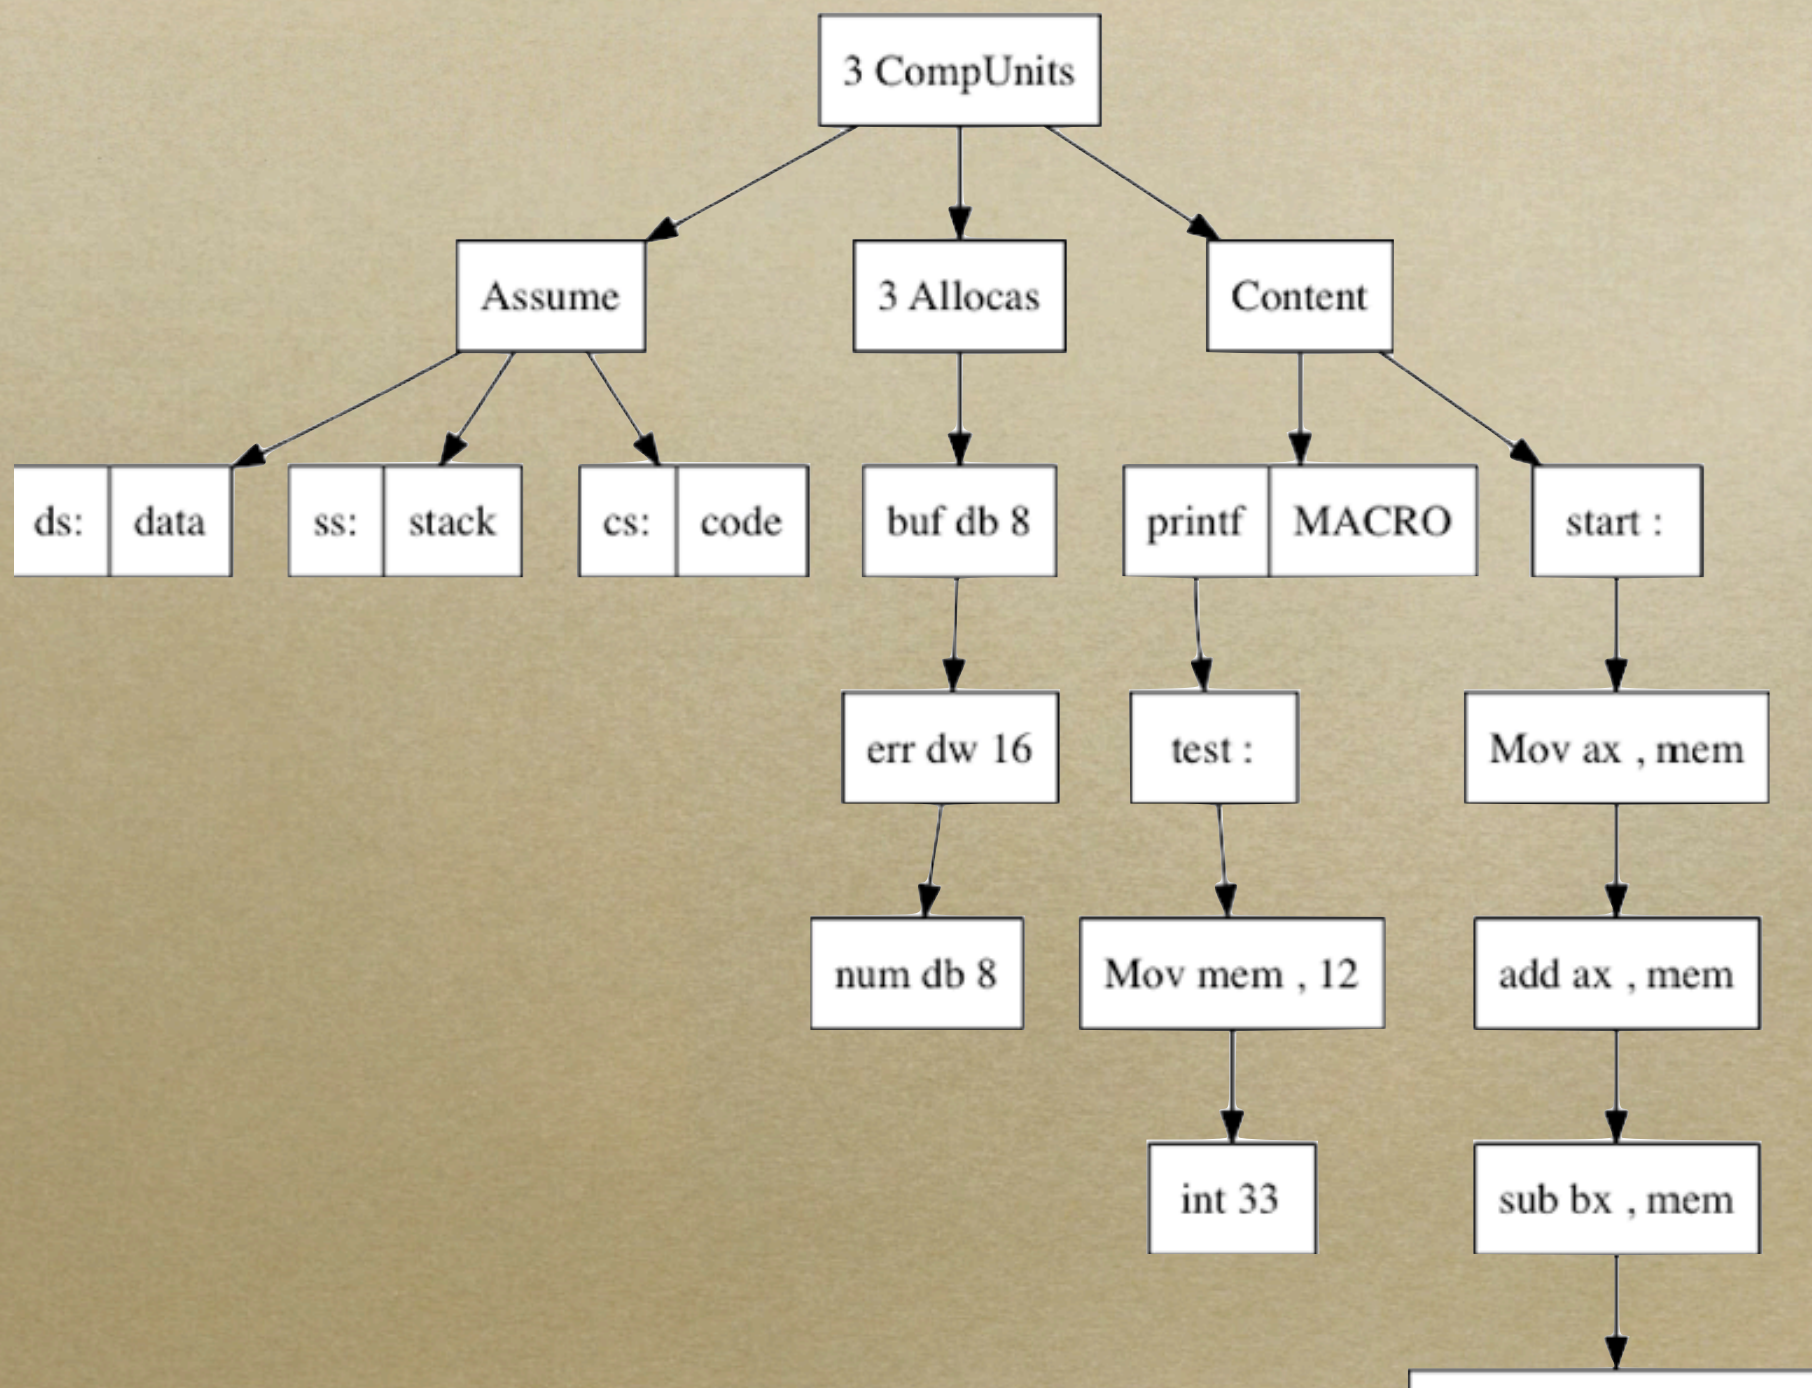 3 CompUnits
Assume
3 Allocas
Content
ds: data
ss: stack
cs: code
buf db 8
printf MACRO
start :
err dw 16
test :
Mov ax , mem
num db 8
Mov mem , 12
add ax , mem
int 33
sub bx , mem